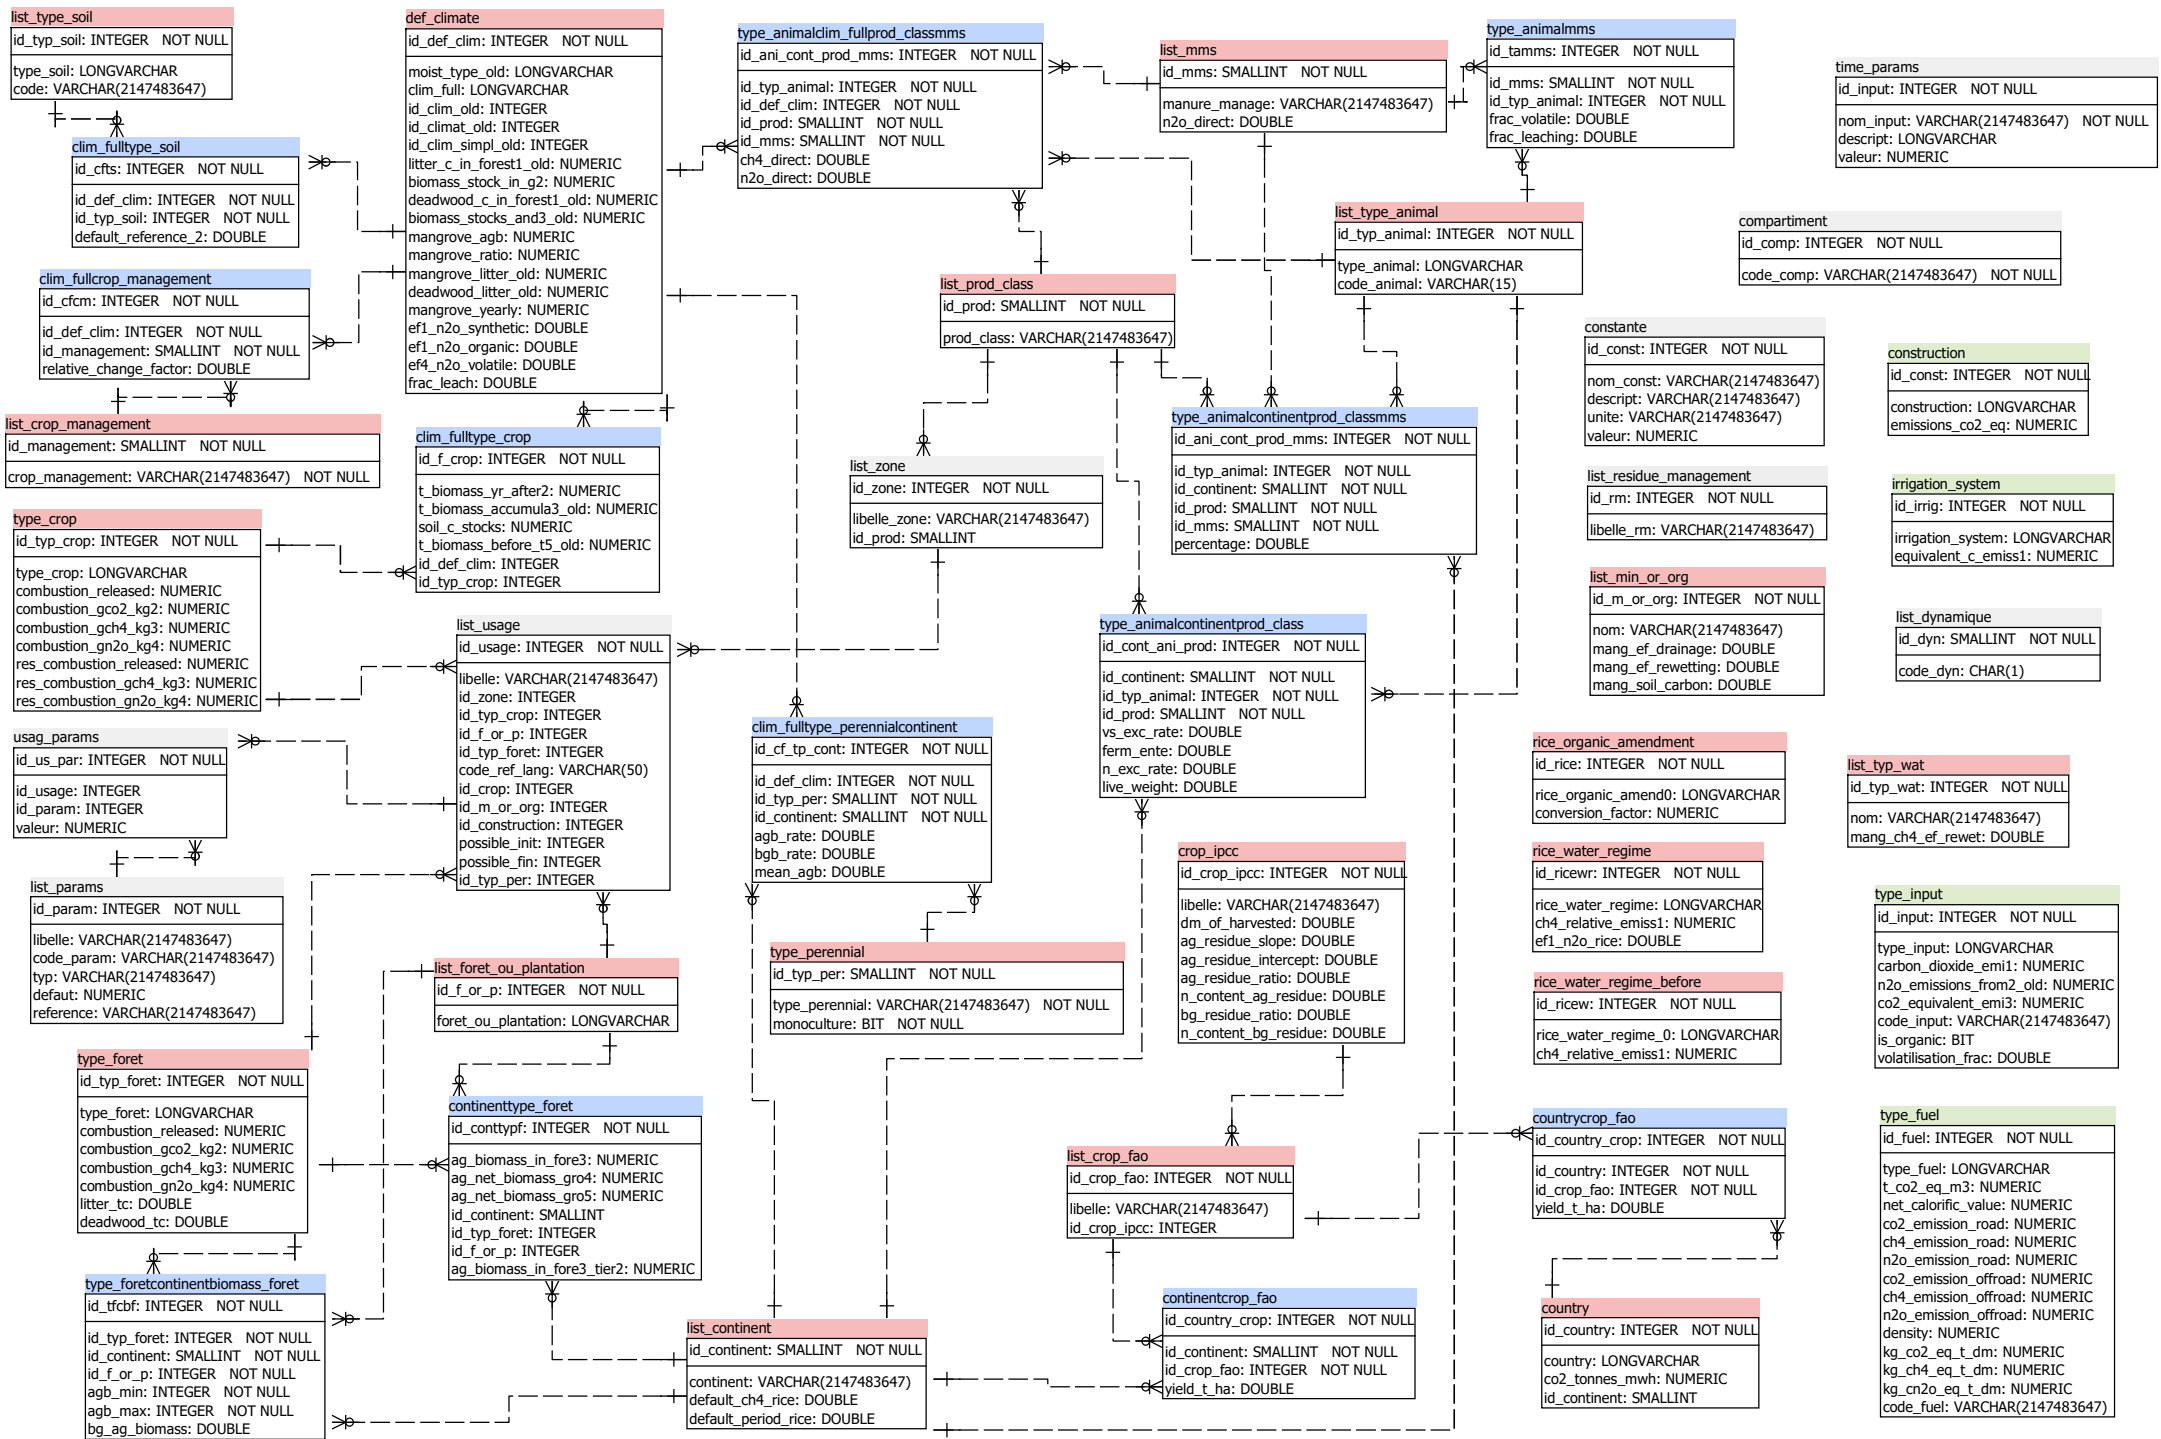 list_type_soil
id_typ_soil: INTEGER NOT NULL
type_soil: LONGVARCHAR
code: VARCHAR(2147483647)
def_climate
id_def_clim: INTEGER NOT NULL
moist_type_old: LONGVARCHAR
clim_full: LONGVARCHAR
id_clim_old: INTEGER
id_climat_old: INTEGER
id_clim_simpl_old: INTEGER
litter_c_in_forest1_old: NUMERIC
biomass_stock_in_g2: NUMERIC
deadwood_c_in_forest1_old: NUMERIC
biomass_stocks_and3_old: NUMERIC
mangrove_agb: NUMERIC
mangrove_ratio: NUMERIC
mangrove_litter_old: NUMERIC
deadwood_litter_old: NUMERIC
mangrove_yearly: NUMERIC
ef1_n2o_synthetic: DOUBLE
ef1_n2o_organic: DOUBLE
ef4_n2o_volatile: DOUBLE
frac_leach: DOUBLE
type_animalclim_fullprod_classmms
id_ani_cont_prod_mms: INTEGER NOT NULL
id_typ_animal: INTEGER NOT NULL
id_def_clim: INTEGER NOT NULL
id_prod: SMALLINT NOT NULL
id_mms: SMALLINT NOT NULL
ch4_direct: DOUBLE
n2o_direct: DOUBLE
list_mms
id_mms: SMALLINT NOT NULL
manure_manage: VARCHAR(2147483647)
n2o_direct: DOUBLE
type_animalmms
id_tamms: INTEGER NOT NULL
id_mms: SMALLINT NOT NULL
id_typ_animal: INTEGER NOT NULL
frac_volatile: DOUBLE
frac_leaching: DOUBLE
time_params
id_input: INTEGER NOT NULL
nom_input: VARCHAR(2147483647) NOT NULL
descript: LONGVARCHAR
valeur: NUMERIC
clim_fulltype_soil
id_cfts: INTEGER NOT NULL
id_def_clim: INTEGER NOT NULL
id_typ_soil: INTEGER NOT NULL
default_reference_2: DOUBLE
clim_fullcrop_management
id_cfcm: INTEGER NOT NULL
id_def_clim: INTEGER NOT NULL
id_management: SMALLINT NOT NULL
relative_change_factor: DOUBLE
list_crop_management
id_management: SMALLINT NOT NULL
crop_management: VARCHAR(2147483647) NOT NULL
list_type_animal
id_typ_animal: INTEGER NOT NULL
type_animal: LONGVARCHAR
code_animal: VARCHAR(15)
compartiment
id_comp: INTEGER NOT NULL
code_comp: VARCHAR(2147483647) NOT NULL
list_prod_class
id_prod: SMALLINT NOT NULL
prod_class: VARCHAR(2147483647)
constante
id_const: INTEGER NOT NULL
nom_const: VARCHAR(2147483647)
descript: VARCHAR(2147483647)
unite: VARCHAR(2147483647)
valeur: NUMERIC
construction
id_const: INTEGER NOT NULL
construction: LONGVARCHAR
emissions_co2_eq: NUMERIC
clim_fulltype_crop
id_f_crop: INTEGER NOT NULL
t_biomass_yr_after2: NUMERIC
t_biomass_accumula3_old: NUMERIC
soil_c_stocks: NUMERIC
t_biomass_before_t5_old: NUMERIC
id_def_clim: INTEGER
id_typ_crop: INTEGER
type_animalcontinentprod_classmms
id_ani_cont_prod_mms: INTEGER NOT NULL
id_typ_animal: INTEGER NOT NULL
id_continent: SMALLINT NOT NULL
id_prod: SMALLINT NOT NULL
id_mms: SMALLINT NOT NULL
percentage: DOUBLE
list_zone
id_zone: INTEGER NOT NULL
libelle_zone: VARCHAR(2147483647)
id_prod: SMALLINT
list_residue_management
id_rm: INTEGER NOT NULL
libelle_rm: VARCHAR(2147483647)
irrigation_system
id_irrig: INTEGER NOT NULL
irrigation_system: LONGVARCHAR
equivalent_c_emiss1: NUMERIC
type_crop
id_typ_crop: INTEGER NOT NULL
type_crop: LONGVARCHAR
combustion_released: NUMERIC
combustion_gco2_kg2: NUMERIC
combustion_gch4_kg3: NUMERIC
combustion_gn2o_kg4: NUMERIC
res_combustion_released: NUMERIC
res_combustion_gch4_kg3: NUMERIC
res_combustion_gn2o_kg4: NUMERIC
list_min_or_org
id_m_or_org: INTEGER NOT NULL
nom: VARCHAR(2147483647)
mang_ef_drainage: DOUBLE
mang_ef_rewetting: DOUBLE
mang_soil_carbon: DOUBLE
list_dynamique
id_dyn: SMALLINT NOT NULL
code_dyn: CHAR(1)
list_usage
id_usage: INTEGER NOT NULL
libelle: VARCHAR(2147483647)
id_zone: INTEGER
id_typ_crop: INTEGER
id_f_or_p: INTEGER
id_typ_foret: INTEGER
code_ref_lang: VARCHAR(50)
id_crop: INTEGER
id_m_or_org: INTEGER
id_construction: INTEGER
possible_init: INTEGER
possible_fin: INTEGER
id_typ_per: INTEGER
type_animalcontinentprod_class
id_cont_ani_prod: INTEGER NOT NULL
id_continent: SMALLINT NOT NULL
id_typ_animal: INTEGER NOT NULL
id_prod: SMALLINT NOT NULL
vs_exc_rate: DOUBLE
ferm_ente: DOUBLE
n_exc_rate: DOUBLE
live_weight: DOUBLE
usag_params
id_us_par: INTEGER NOT NULL
id_usage: INTEGER
id_param: INTEGER
valeur: NUMERIC
clim_fulltype_perennialcontinent
id_cf_tp_cont: INTEGER NOT NULL
id_def_clim: INTEGER NOT NULL
id_typ_per: SMALLINT NOT NULL
id_continent: SMALLINT NOT NULL
agb_rate: DOUBLE
bgb_rate: DOUBLE
mean_agb: DOUBLE
rice_organic_amendment
id_rice: INTEGER NOT NULL
rice_organic_amend0: LONGVARCHAR
conversion_factor: NUMERIC
list_typ_wat
id_typ_wat: INTEGER NOT NULL
nom: VARCHAR(2147483647)
mang_ch4_ef_rewet: DOUBLE
list_params
id_param: INTEGER NOT NULL
libelle: VARCHAR(2147483647)
code_param: VARCHAR(2147483647)
typ: VARCHAR(2147483647)
defaut: NUMERIC
reference: VARCHAR(2147483647)
crop_ipcc
id_crop_ipcc: INTEGER NOT NULL
libelle: VARCHAR(2147483647)
dm_of_harvested: DOUBLE
ag_residue_slope: DOUBLE
ag_residue_intercept: DOUBLE
ag_residue_ratio: DOUBLE
n_content_ag_residue: DOUBLE
bg_residue_ratio: DOUBLE
n_content_bg_residue: DOUBLE
rice_water_regime
id_ricewr: INTEGER NOT NULL
rice_water_regime: LONGVARCHAR
ch4_relative_emiss1: NUMERIC
ef1_n2o_rice: DOUBLE
type_input
id_input: INTEGER NOT NULL
type_input: LONGVARCHAR
carbon_dioxide_emi1: NUMERIC
n2o_emissions_from2_old: NUMERIC
co2_equivalent_emi3: NUMERIC
code_input: VARCHAR(2147483647)
is_organic: BIT
volatilisation_frac: DOUBLE
list_foret_ou_plantation
id_f_or_p: INTEGER NOT NULL
foret_ou_plantation: LONGVARCHAR
type_perennial
id_typ_per: SMALLINT NOT NULL
type_perennial: VARCHAR(2147483647) NOT NULL
monoculture: BIT NOT NULL
rice_water_regime_before
id_ricew: INTEGER NOT NULL
rice_water_regime_0: LONGVARCHAR
ch4_relative_emiss1: NUMERIC
type_foret
id_typ_foret: INTEGER NOT NULL
type_foret: LONGVARCHAR
combustion_released: NUMERIC
combustion_gco2_kg2: NUMERIC
combustion_gch4_kg3: NUMERIC
combustion_gn2o_kg4: NUMERIC
litter_tc: DOUBLE
deadwood_tc: DOUBLE
continenttype_foret
id_conttypf: INTEGER NOT NULL
ag_biomass_in_fore3: NUMERIC
ag_net_biomass_gro4: NUMERIC
ag_net_biomass_gro5: NUMERIC
id_continent: SMALLINT
id_typ_foret: INTEGER
id_f_or_p: INTEGER
ag_biomass_in_fore3_tier2: NUMERIC
list_crop_fao
id_crop_fao: INTEGER NOT NULL
libelle: VARCHAR(2147483647)
id_crop_ipcc: INTEGER
countrycrop_fao
id_country_crop: INTEGER NOT NULL
id_country: INTEGER NOT NULL
id_crop_fao: INTEGER NOT NULL
yield_t_ha: DOUBLE
type_fuel
id_fuel: INTEGER NOT NULL
type_fuel: LONGVARCHAR
t_co2_eq_m3: NUMERIC
net_calorific_value: NUMERIC
co2_emission_road: NUMERIC
ch4_emission_road: NUMERIC
n2o_emission_road: NUMERIC
co2_emission_offroad: NUMERIC
ch4_emission_offroad: NUMERIC
n2o_emission_offroad: NUMERIC
density: NUMERIC
kg_co2_eq_t_dm: NUMERIC
kg_ch4_eq_t_dm: NUMERIC
kg_cn2o_eq_t_dm: NUMERIC
code_fuel: VARCHAR(2147483647)
type_foretcontinentbiomass_foret
id_tfcbf: INTEGER NOT NULL
id_typ_foret: INTEGER NOT NULL
id_continent: SMALLINT NOT NULL
id_f_or_p: INTEGER NOT NULL
agb_min: INTEGER NOT NULL
agb_max: INTEGER NOT NULL
bg_ag_biomass: DOUBLE
list_continent
id_continent: SMALLINT NOT NULL
continent: VARCHAR(2147483647)
default_ch4_rice: DOUBLE
default_period_rice: DOUBLE
continentcrop_fao
id_country_crop: INTEGER NOT NULL
id_continent: SMALLINT NOT NULL
id_crop_fao: INTEGER NOT NULL
yield_t_ha: DOUBLE
country
id_country: INTEGER NOT NULL
country: LONGVARCHAR
co2_tonnes_mwh: NUMERIC
id_continent: SMALLINT